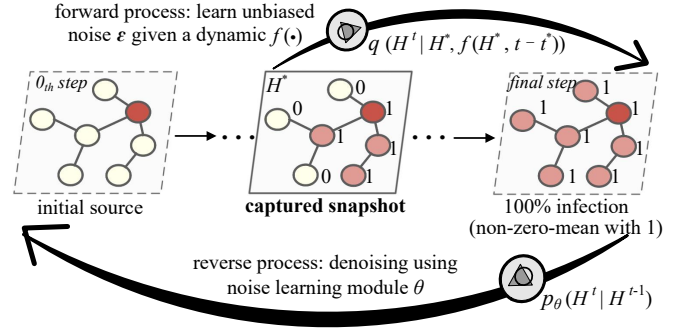 forward process: learn unbiased
noise ε given a dynamic f(•)
q (H^t | H^*, f(H^*, t − t^*))
0_th step
H^*
final step
0
0
1
1
1
0
1
1
1
1
1
1
1
1
initial source
captured snapshot
100% infection
(non-zero-mean with 1)
reverse process: denoising using
noise learning module θ
p_θ (H^t | H^{t-1})